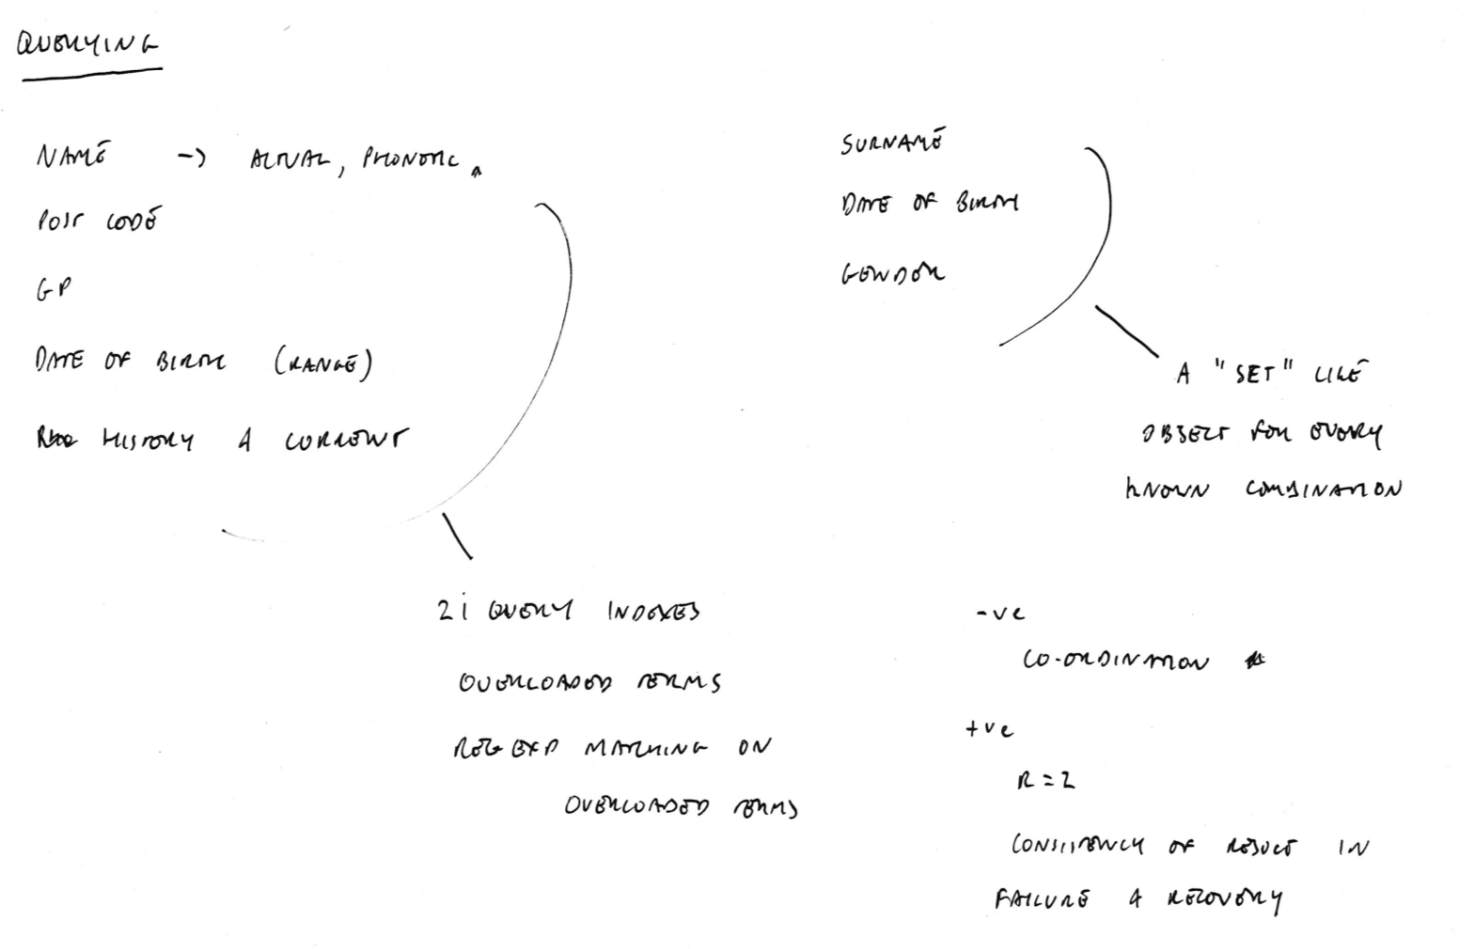 QUERYING
NAME -> ACTUAL, PHONETIC
POST CODE
GP
DATE OF BIRTH (RANGE)
HISTORY & CURRENT
2i QUERY INDEXES
OVERLOADED TERMS
REG EXP MATCHING ON
OVERLOADED TERMS
SURNAME
DATE OF BIRTH
GENDER
A "SET" LIKE
OBJECT FOR EVERY
KNOWN COMBINATION
-ve
CO-ORDINATION
+ve
R = 2
CONSISTENCY OF RESULT IN
FAILURE & RECOVERY